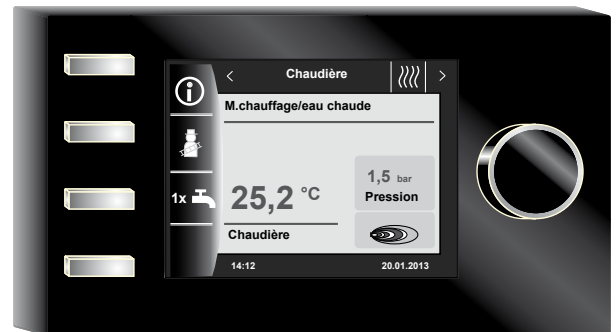 < Chaudière >
M.chauffage/eau chaude
1,5 bar
Pression
1x
25,2 °C
Chaudière
14:12 20.01.2013